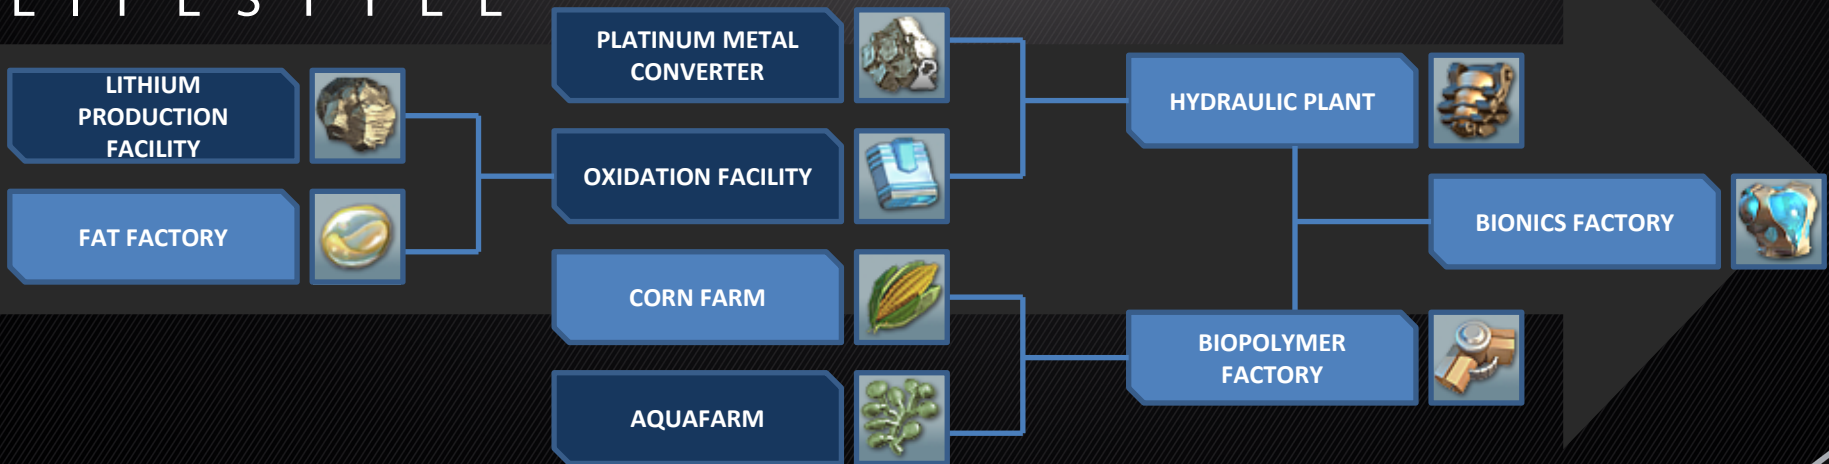 LIFESTYLE
PLATINUM METAL
CONVERTER
LITHIUM
PRODUCTION
FACILITY
HYDRAULIC PLANT
OXIDATION FACILITY
FAT FACTORY
BIONICS FACTORY
CORN FARM
BIOPOLYMER
FACTORY
AQUAFARM